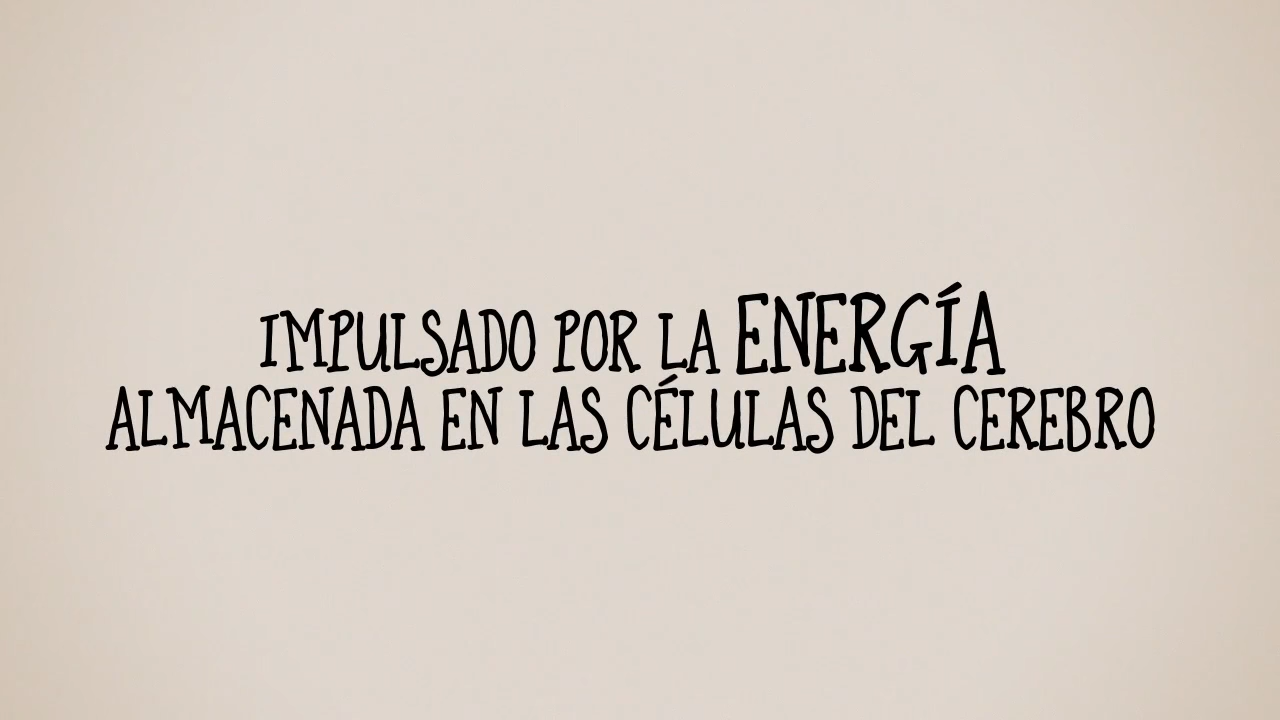 IMPULSADO POR LA ENERGÍA
ALMACENADA EN LAS CÉLULAS DEL CEREBRO